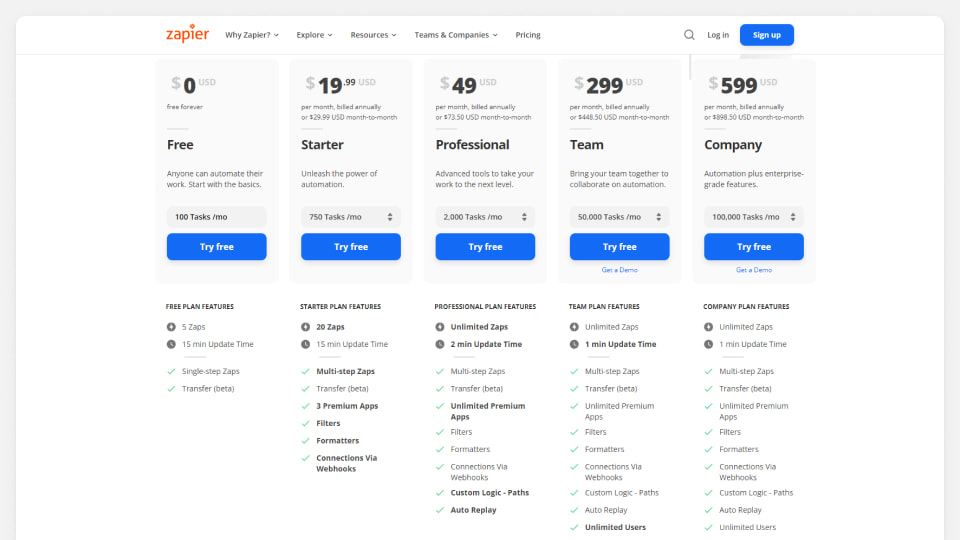 zapier
Why Zapier?
Explore
Resources
Teams & Companies
Pricing
Log in
Sign up
$0 USD
free forever
Free
Anyone can automate their
work. Start with the basics.
100 Tasks /mo
Try free
$19.99 USD
per month, billed annually
or $29.99 USD month-to-month
Starter
Unleash the power of
automation.
750 Tasks /mo
Try free
$49 USD
per month, billed annually
or $73.50 USD month-to-month
Professional
Advanced tools to take your
work to the next level.
2,000 Tasks /mo
Try free
$299 USD
per month, billed annually
or $448.50 USD month-to-month
Team
Bring your team together to
collaborate on automation.
50,000 Tasks /mo
Try free
Get a Demo
$599 USD
per month, billed annually
or $898.50 USD month-to-month
Company
Automation plus enterprise-
grade features.
100,000 Tasks /mo
Try free
Get a Demo
FREE PLAN FEATURES
5 Zaps
15 min Update Time
Single-step Zaps
Transfer (beta)
STARTER PLAN FEATURES
20 Zaps
15 min Update Time
Multi-step Zaps
Transfer (beta)
3 Premium Apps
Filters
Formatters
Connections Via
Webhooks
PROFESSIONAL PLAN FEATURES
Unlimited Zaps
2 min Update Time
Multi-step Zaps
Transfer (beta)
Unlimited Premium
Apps
Filters
Formatters
Connections Via
Webhooks
Custom Logic - Paths
Auto Replay
TEAM PLAN FEATURES
Unlimited Zaps
1 min Update Time
Multi-step Zaps
Transfer (beta)
Unlimited Premium
Apps
Filters
Formatters
Connections Via
Webhooks
Custom Logic - Paths
Auto Replay
Unlimited Users
COMPANY PLAN FEATURES
Unlimited Zaps
1 min Update Time
Multi-step Zaps
Transfer (beta)
Unlimited Premium
Apps
Filters
Formatters
Connections Via
Webhooks
Custom Logic - Paths
Auto Replay
Unlimited Users